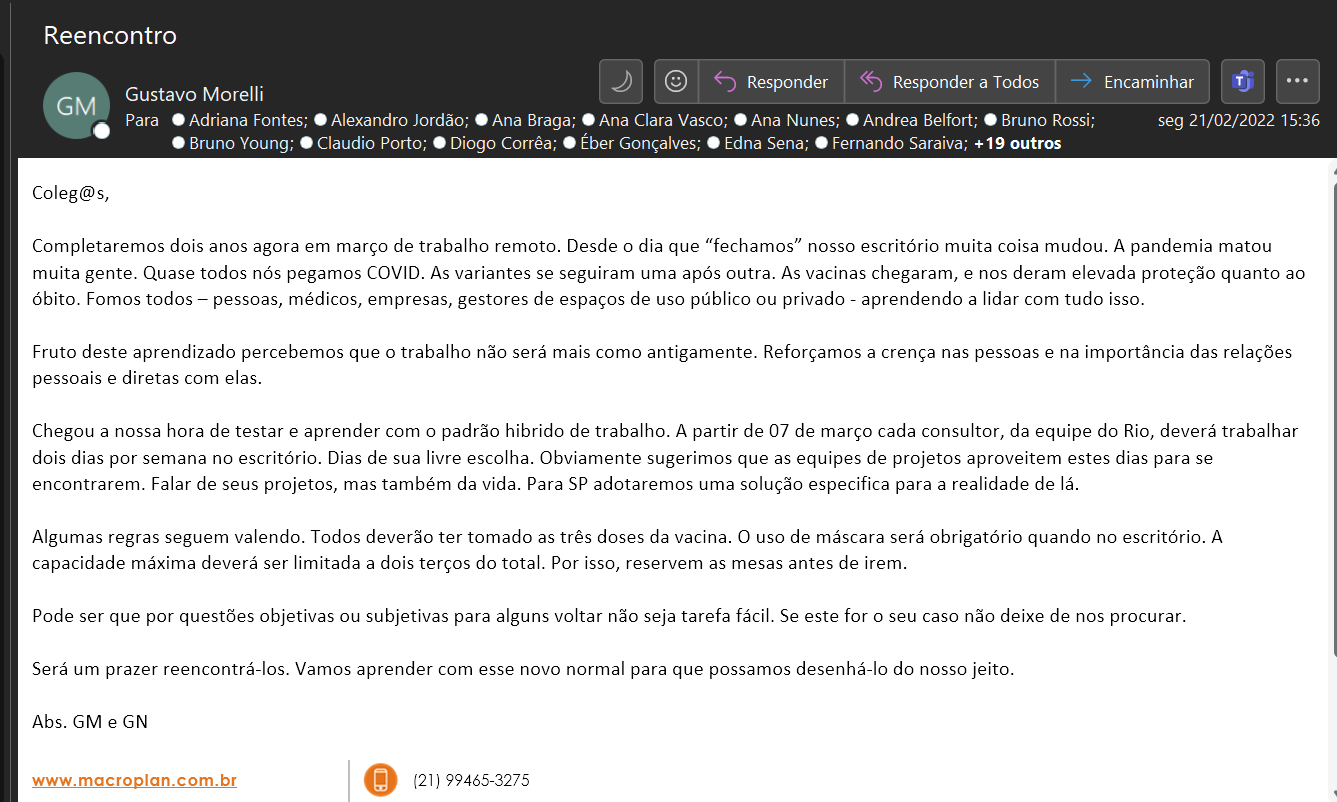 Reencontro
GM
Gustavo Morelli
Responder
Responder a Todos
Encaminhar
Para Adriana Fontes; Alexandro Jordão; Ana Braga; Ana Clara Vasco; Ana Nunes; Andrea Belfort; Bruno Rossi;
seg 21/02/2022 15:36
Bruno Young; Claudio Porto; Diogo Corrêa; Éber Gonçalves; Edna Sena; Fernando Saraiva; +19 outros
Coleg@s,
Completaremos dois anos agora em março de trabalho remoto. Desde o dia que “fechamos” nosso escritório muita coisa mudou. A pandemia matou
muita gente. Quase todos nós pegamos COVID. As variantes se seguiram uma após outra. As vacinas chegaram, e nos deram elevada proteção quanto ao
óbito. Fomos todos – pessoas, médicos, empresas, gestores de espaços de uso público ou privado - aprendendo a lidar com tudo isso.
Fruto deste aprendizado percebemos que o trabalho não será mais como antigamente. Reforçamos a crença nas pessoas e na importância das relações
pessoais e diretas com elas.
Chegou a nossa hora de testar e aprender com o padrão hibrido de trabalho. A partir de 07 de março cada consultor, da equipe do Rio, deverá trabalhar
dois dias por semana no escritório. Dias de sua livre escolha. Obviamente sugerimos que as equipes de projetos aproveitem estes dias para se
encontrarem. Falar de seus projetos, mas também da vida. Para SP adotaremos uma solução especifica para a realidade de lá.
Algumas regras seguem valendo. Todos deverão ter tomado as três doses da vacina. O uso de máscara será obrigatório quando no escritório. A
capacidade máxima deverá ser limitada a dois terços do total. Por isso, reservem as mesas antes de irem.
Pode ser que por questões objetivas ou subjetivas para alguns voltar não seja tarefa fácil. Se este for o seu caso não deixe de nos procurar.
Será um prazer reencontrá-los. Vamos aprender com esse novo normal para que possamos desenhá-lo do nosso jeito.
Abs. GM e GN
www.macroplan.com.br
(21) 99465-3275